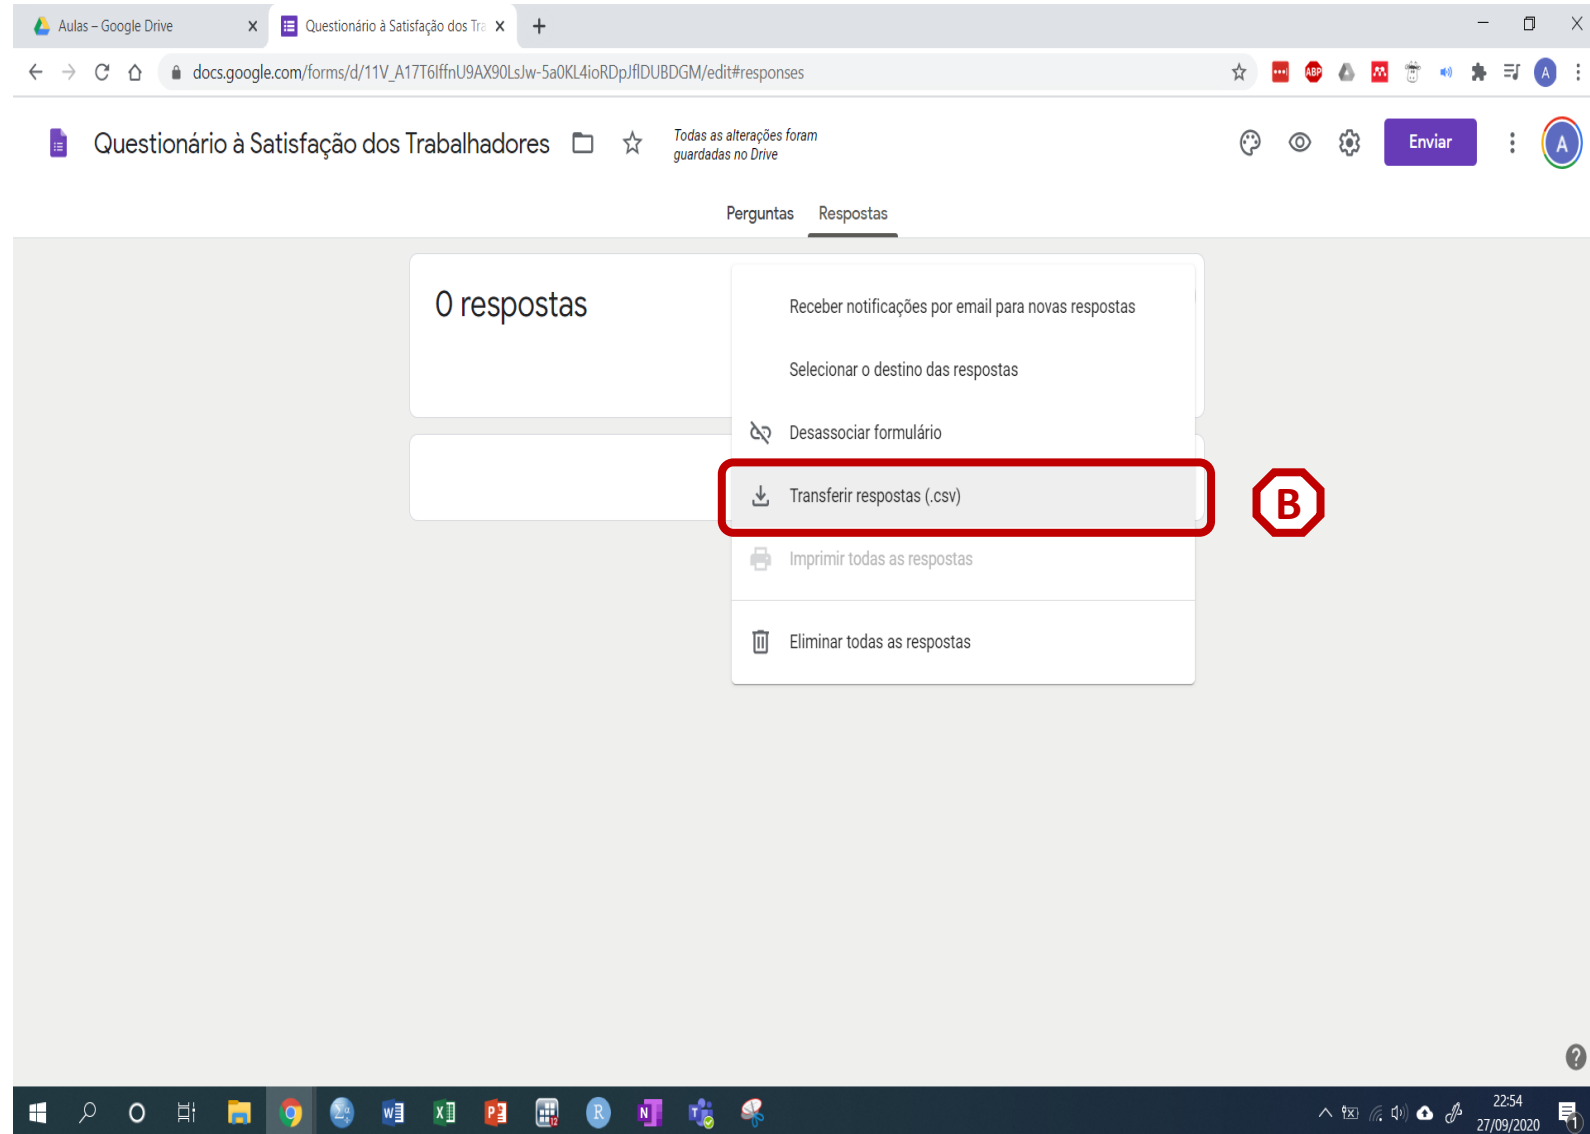 Aulas – Google Drive
Questionário à Satisfação dos Tra
docs.google.com/forms/d/11V_A17T6IffnU9AX90LsJw-5a0KL4ioRDpJflDUBDGM/edit#responses
ABP
A
Questionário à Satisfação dos Trabalhadores
Todas as alterações foram
guardadas no Drive
Enviar
A
Perguntas Respostas
0 respostas
Receber notificações por email para novas respostas
Selecionar o destino das respostas
Desassociar formulário
Transferir respostas (.csv)
B
Imprimir todas as respostas
Eliminar todas as respostas
22:54
27/09/2020